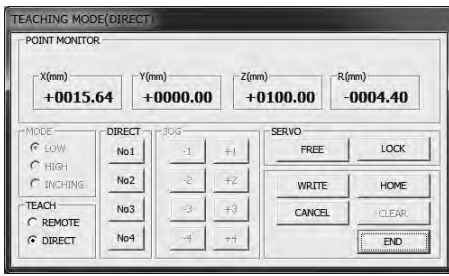 TEACHING MODE(DIRECT)
POINT MONITOR
X(mm) Y(mm) Z(mm) R(mm)
+0015.64 +0000.00 +0100.00 -0004.40
MODE DIRECT JOG SERVO
LOW No1 -1 +1 FREE LOCK
HIGH
INCHING No2 -2 +2 WRITE HOME
TEACH No3 -3 +3 CANCEL CLEAR
REMOTE
DIRECT No4 -4 +4 END